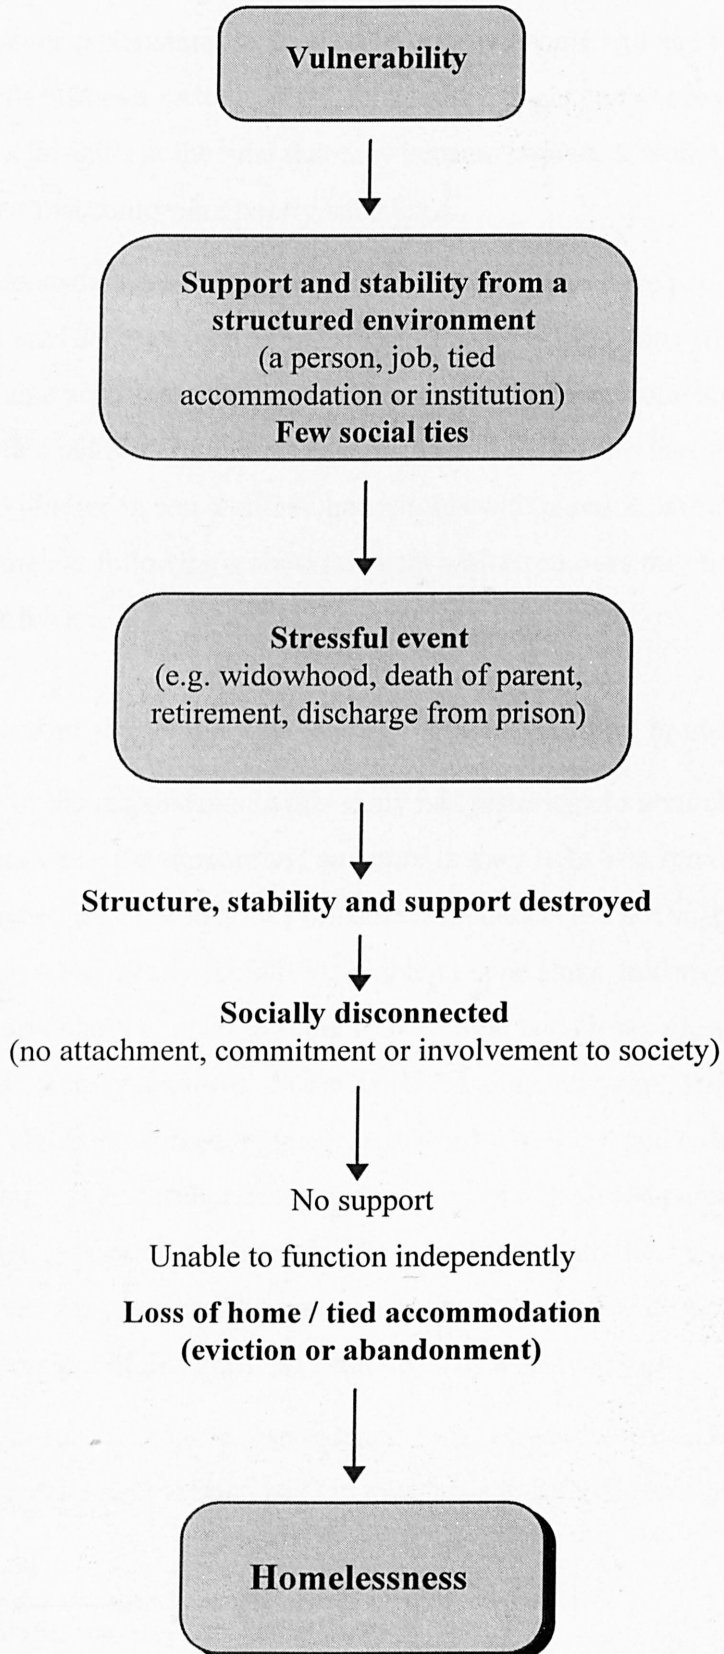 Vulnerability
Support and stability from a
structured environment
(a person, job, tied
accommodation or institution)
Few social ties
Stressful event
(e.g. widowhood, death of parent,
retirement, discharge from prison)
Structure, stability and support destroyed
Socially disconnected
(no attachment, commitment or involvement to society)
No support
Unable to function independently
Loss of home / tied accommodation
(eviction or abandonment)
Homelessness